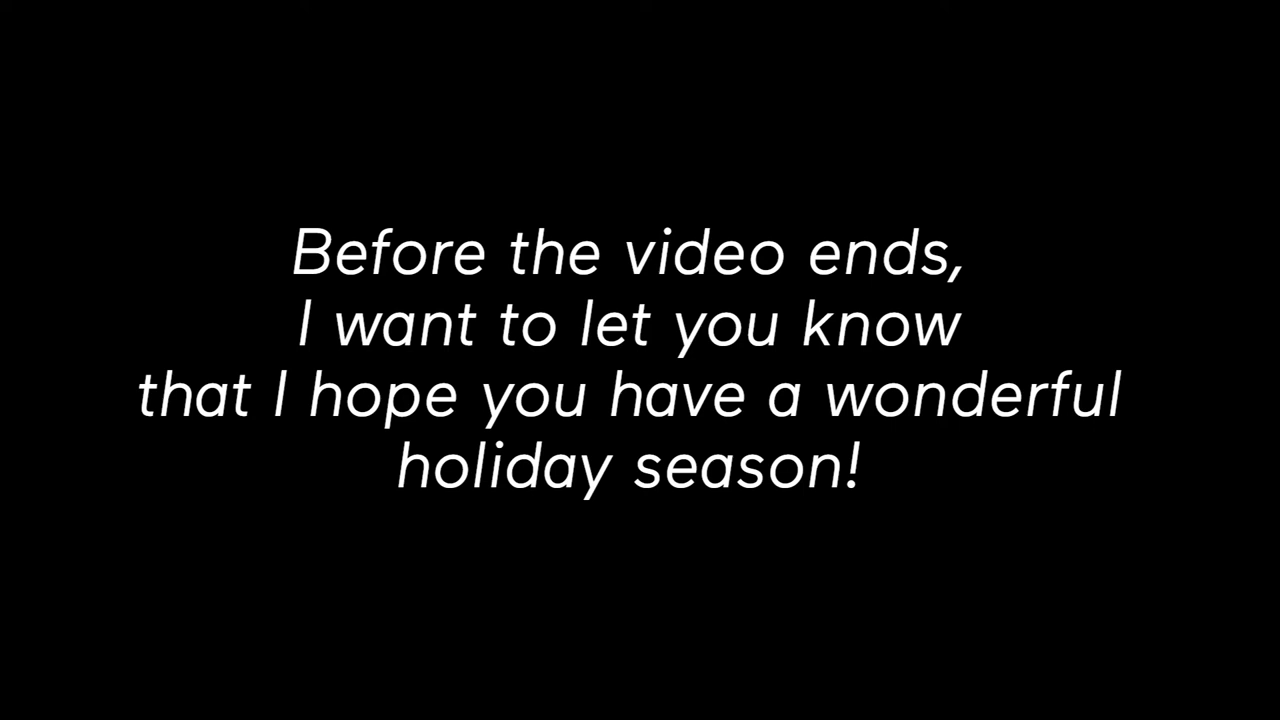 Before the video ends,
I want to let you know
that I hope you have a wonderful
holiday season!